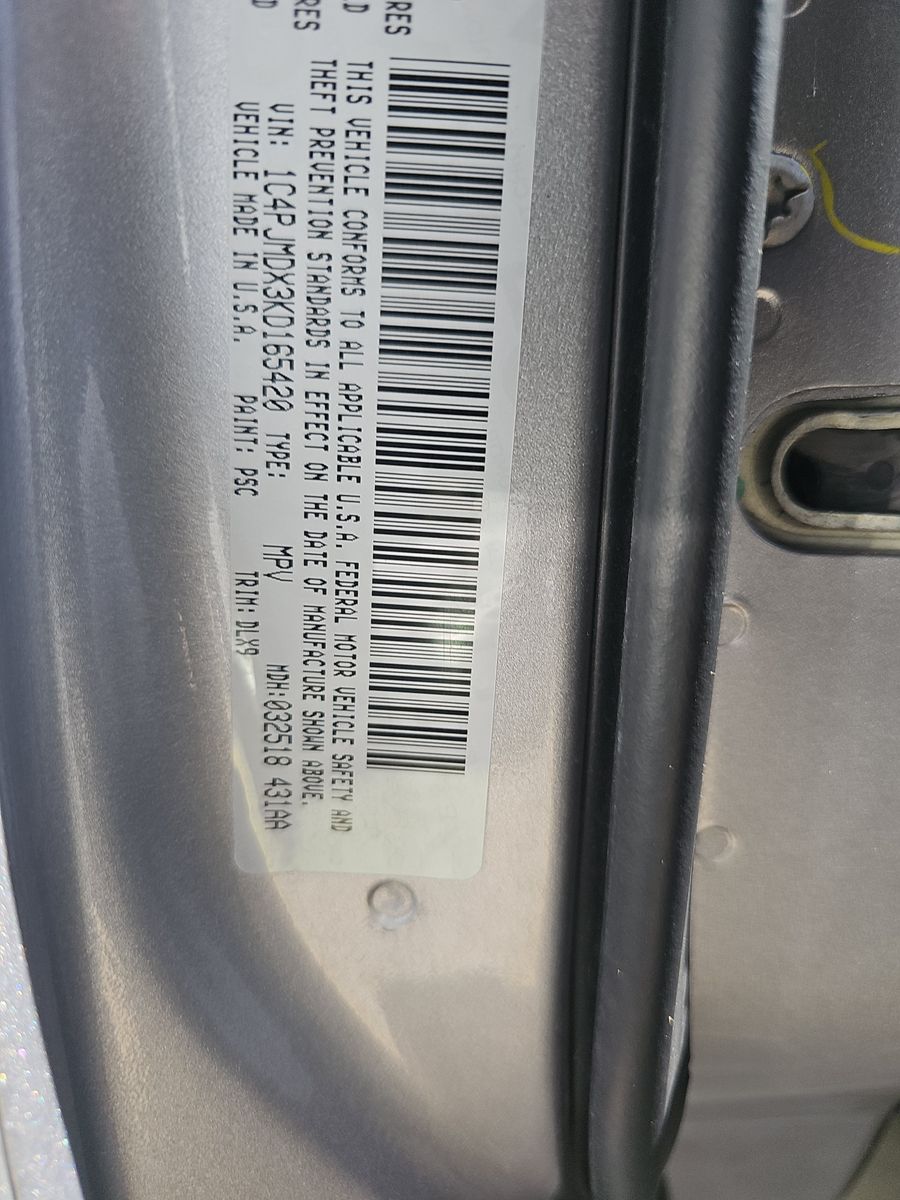 RES
LD
RES
D
THIS VEHICLE CONFORMS TO ALL APPLICABLE U.S.A. FEDERAL MOTOR VEHICLE SAFETY AND
THEFT PREVENTION STANDARDS IN EFFECT ON THE DATE OF MANUFACTURE SHOWN ABOVE.
VIN: 1C4PJMDX3KD165420 TYPE: MPV MDH:032518 431AA
VEHICLE MADE IN U.S.A. PAINT: PSC TRIM: DLX9